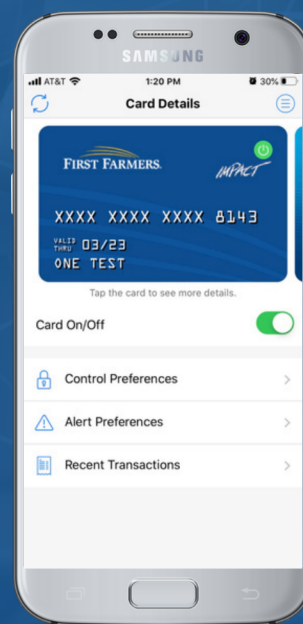 SAMSUNG
AT&T 1:20 PM 30%
Card Details
FIRST FARMERS
IMPACT
XXXX XXXX XXXX 8143
VALID THRU 03/23
ONE TEST
Tap the card to see more details.
Card On/Off
Control Preferences
Alert Preferences
Recent Transactions